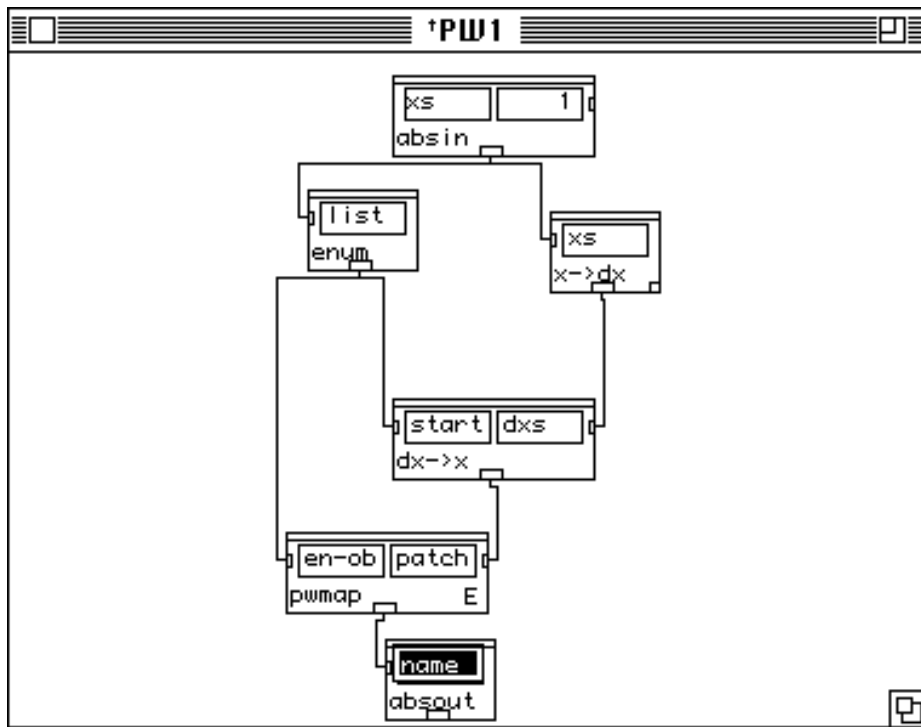 †PW1
xs 1
absin
list
enum
xs
x->dx
start dxs
dx->x
en-ob patch
pwmap E
name
absout